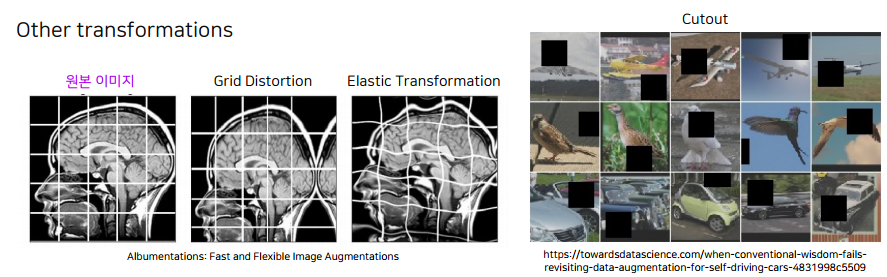 Other transformations
원본 이미지
Grid Distortion
Elastic Transformation
Albumentations: Fast and Flexible Image Augmentations
Cutout
https://towardsdatascience.com/when-conventional-wisdom-fails-
revisiting-data-augmentation-for-self-driving-cars-4831998c5509